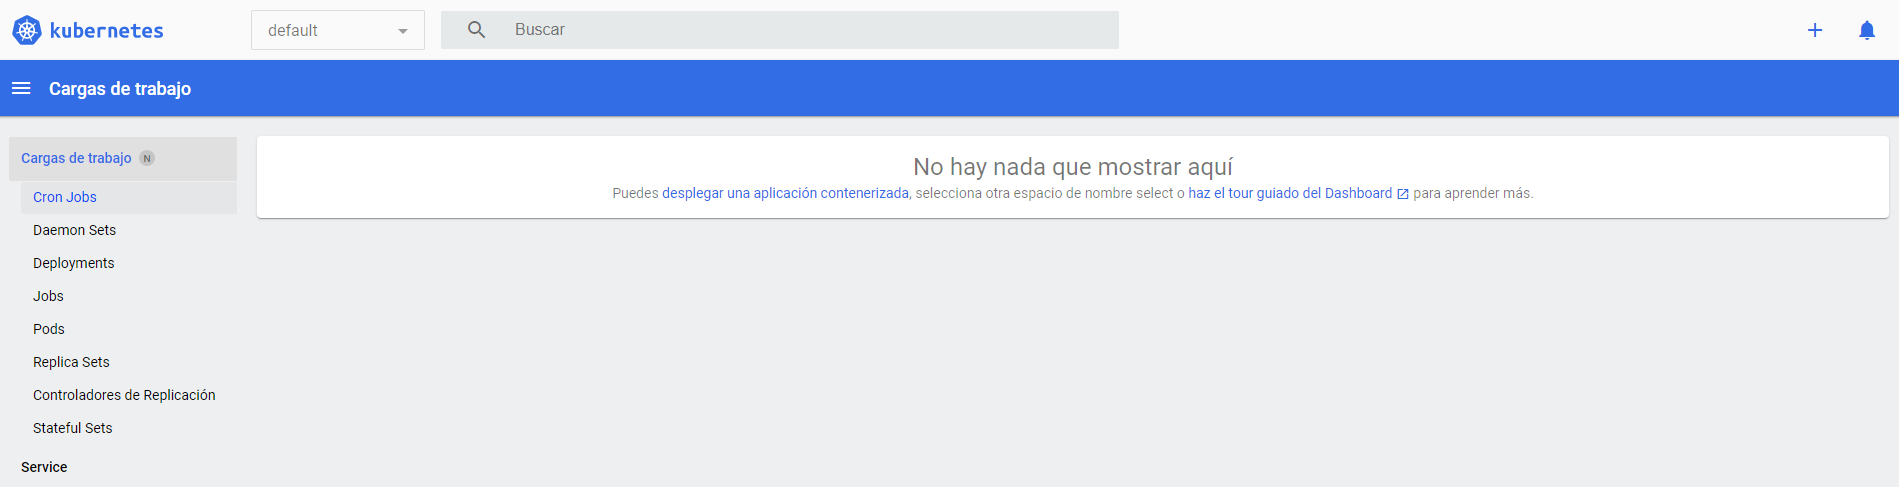 kubernetes
default
Buscar
Cargas de trabajo
Cargas de trabajo N
Cron Jobs
Daemon Sets
Deployments
Jobs
Pods
Replica Sets
Controladores de Replicación
Stateful Sets
Service
No hay nada que mostrar aquí
Puedes desplegar una aplicación contenerizada, selecciona otra espacio de nombre select o haz el tour guiado del Dashboard para aprender más.